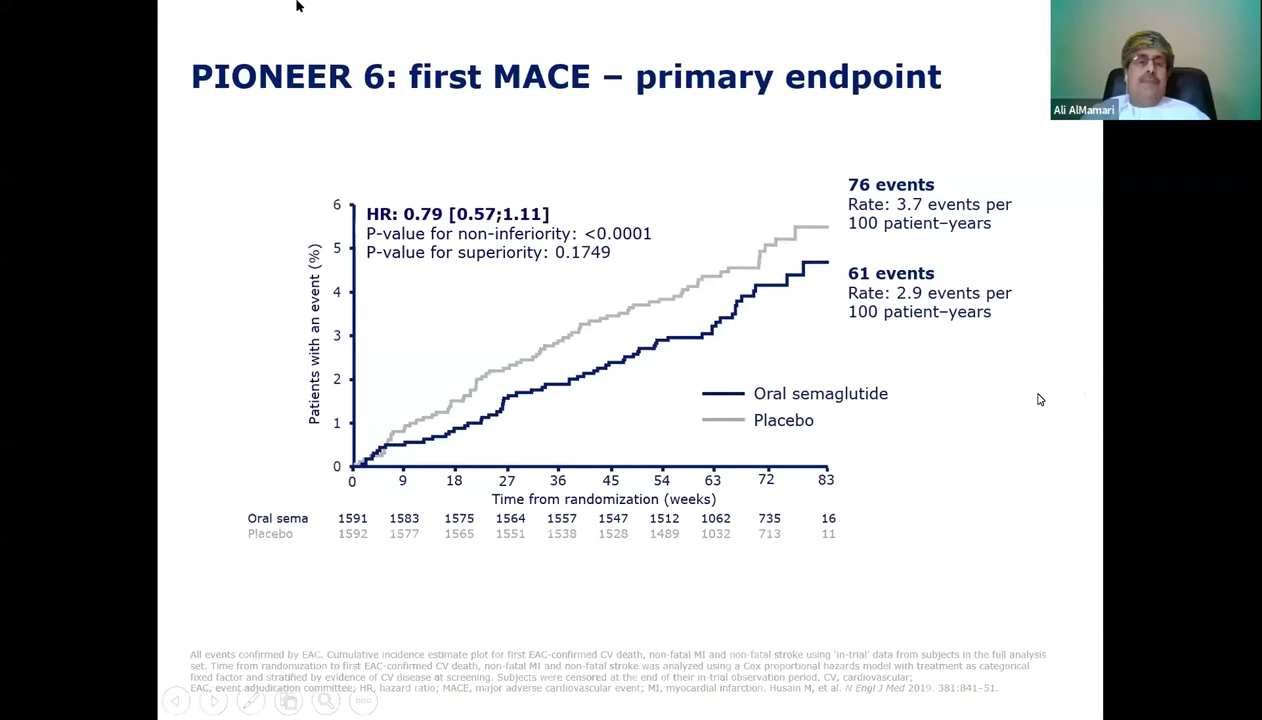 PIONEER 6: first MACE – primary endpoint
Ali AlMamari
76 events
Rate: 3.7 events per
100 patient–years
61 events
Rate: 2.9 events per
100 patient–years
HR: 0.79 [0.57;1.11]
P-value for non-inferiority: <0.0001
P-value for superiority: 0.1749
Patients with an event (%)
6
5
4
3
2
1
0
Oral semaglutide
Placebo
0 9 18 27 36 45 54 63 72 83
Time from randomization (weeks)
Oral sema 1591 1583 1575 1564 1557 1547 1512 1062 735 16
Placebo 1592 1577 1565 1551 1538 1528 1489 1032 713 11
All events confirmed by EAC. Cumulative incidence estimate plot for first EAC-confirmed CV death, non-fatal MI and non-fatal stroke using 'in-trial' data from subjects in the full analysis
set. Time from randomization to first EAC-confirmed CV death, non-fatal MI and non-fatal stroke was analyzed using a Cox proportional hazards model with treatment as categorical
fixed factor and stratified by evidence of CV disease at screening. Subjects were censored at the end of their in-trial observation period. CV, cardiovascular;
EAC, event adjudication committee; HR, hazard ratio; MACE, major adverse cardiovascular event; MI, myocardial infarction. Husain M, et al. N Engl J Med 2019. 381:841–51.